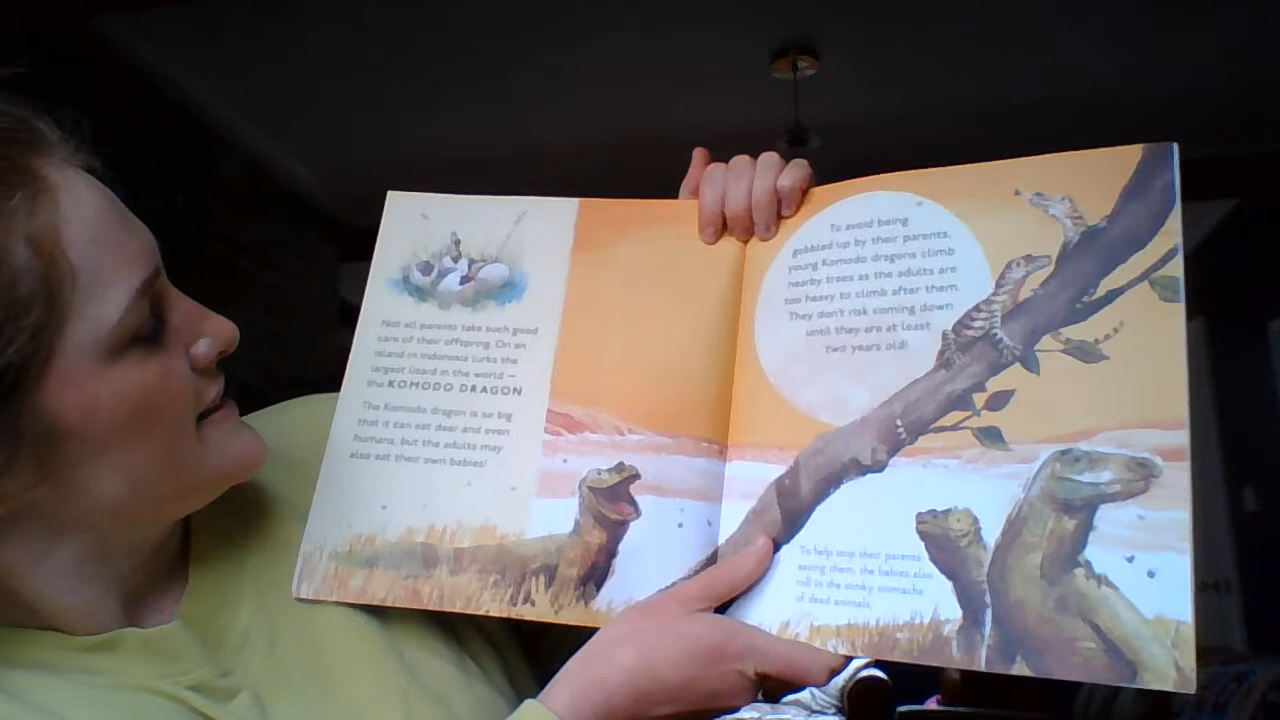 Not all parents take such good
care of their offspring. On an
island in Indonesia lurks the
largest lizard in the world –
the KOMODO DRAGON.
The Komodo dragon is so big
that it can eat deer and even
humans, but the adults may
also eat their own babies!
To avoid being
gobbled up by their parents,
young Komodo dragons climb
nearby trees as the adults are
too heavy to climb after them.
They don't risk coming down
until they are at least
two years old!
To help stop their parents
eating them, the babies also
roll in the stinky stomachs
of dead animals.